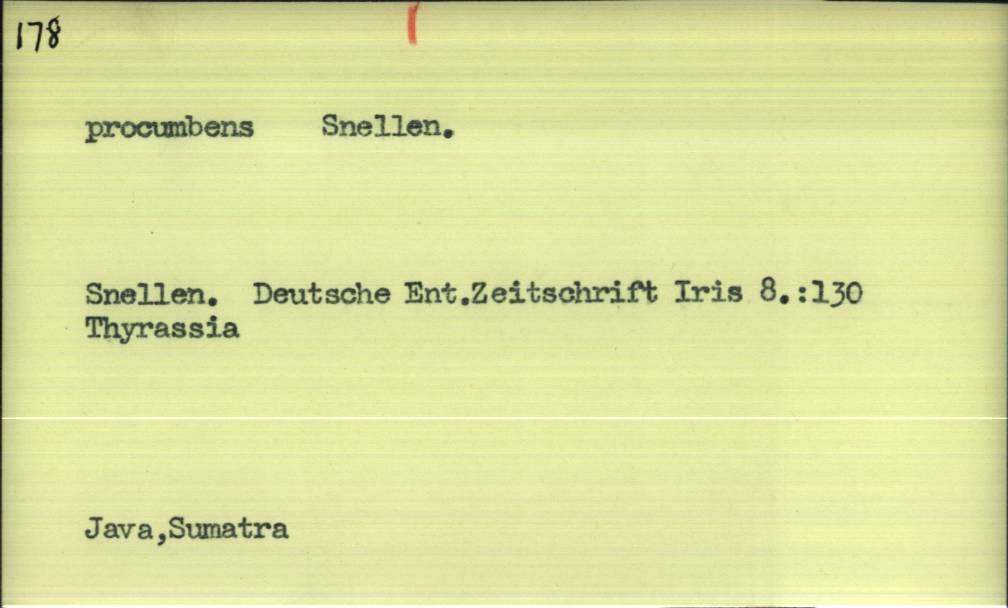 178
procumbens Snellen.
Snellen. Deutsche Ent.Zeitschrift Iris 8.:130
Thyrassia
Java,Sumatra